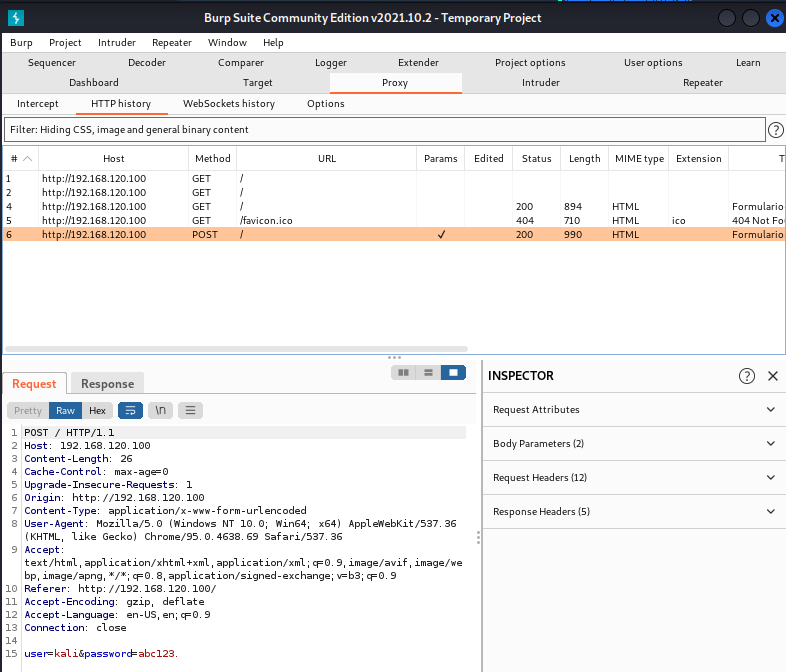 Burp Suite Community Edition v2021.10.2 - Temporary Project
Burp Project Intruder Repeater Window Help
Sequencer Decoder Comparer Logger Extender Project options User options Learn
Dashboard Target Proxy Intruder Repeater
Intercept HTTP history WebSockets history Options
Filter: Hiding CSS, image and general binary content ?
# Host Method URL Params Edited Status Length MIME type Extension T
1 http://192.168.120.100 GET /
2 http://192.168.120.100 GET /
4 http://192.168.120.100 GET / 200 894 HTML Formulario
5 http://192.168.120.100 GET /favicon.ico 404 710 HTML ico 404 Not Fo
6 http://192.168.120.100 POST / ✓ 200 990 HTML Formulario
Request Response
Pretty Raw Hex \n
1 POST / HTTP/1.1
2 Host: 192.168.120.100
3 Content-Length: 26
4 Cache-Control: max-age=0
5 Upgrade-Insecure-Requests: 1
6 Origin: http://192.168.120.100
7 Content-Type: application/x-www-form-urlencoded
8 User-Agent: Mozilla/5.0 (Windows NT 10.0; Win64; x64) AppleWebKit/537.36
(KHTML, like Gecko) Chrome/95.0.4638.69 Safari/537.36
9 Accept:
text/html,application/xhtml+xml,application/xml;q=0.9,image/avif,image/we
bp,image/apng,*/*;q=0.8,application/signed-exchange;v=b3;q=0.9
10 Referer: http://192.168.120.100/
11 Accept-Encoding: gzip, deflate
12 Accept-Language: en-US,en;q=0.9
13 Connection: close
14
15 user=kali&password=abc123.
INSPECTOR ?
Request Attributes
Body Parameters (2)
Request Headers (12)
Response Headers (5)